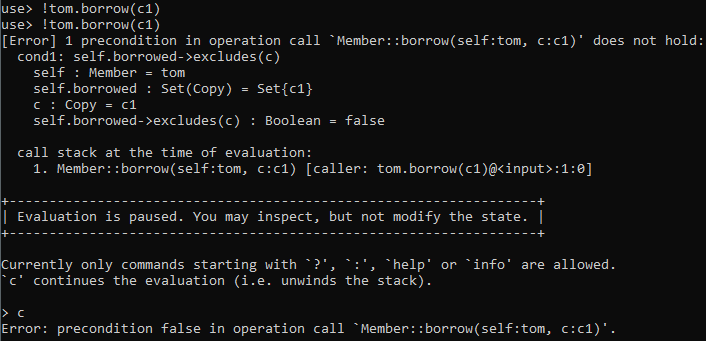 use> !tom.borrow(c1)
use> !tom.borrow(c1)
[Error] 1 precondition in operation call `Member::borrow(self:tom, c:c1)' does not hold:
  cond1: self.borrowed->excludes(c)
    self : Member = tom
    self.borrowed : Set(Copy) = Set{c1}
    c : Copy = c1
    self.borrowed->excludes(c) : Boolean = false
  call stack at the time of evaluation:
    1. Member::borrow(self:tom, c:c1) [caller: tom.borrow(c1)@<input>:1:0]
+------------------------------------------------------------------+
| Evaluation is paused. You may inspect, but not modify the state. |
+------------------------------------------------------------------+
Currently only commands starting with `?', `:', `help' or `info' are allowed.
`c' continues the evaluation (i.e. unwinds the stack).
> c
Error: precondition false in operation call `Member::borrow(self:tom, c:c1)'.